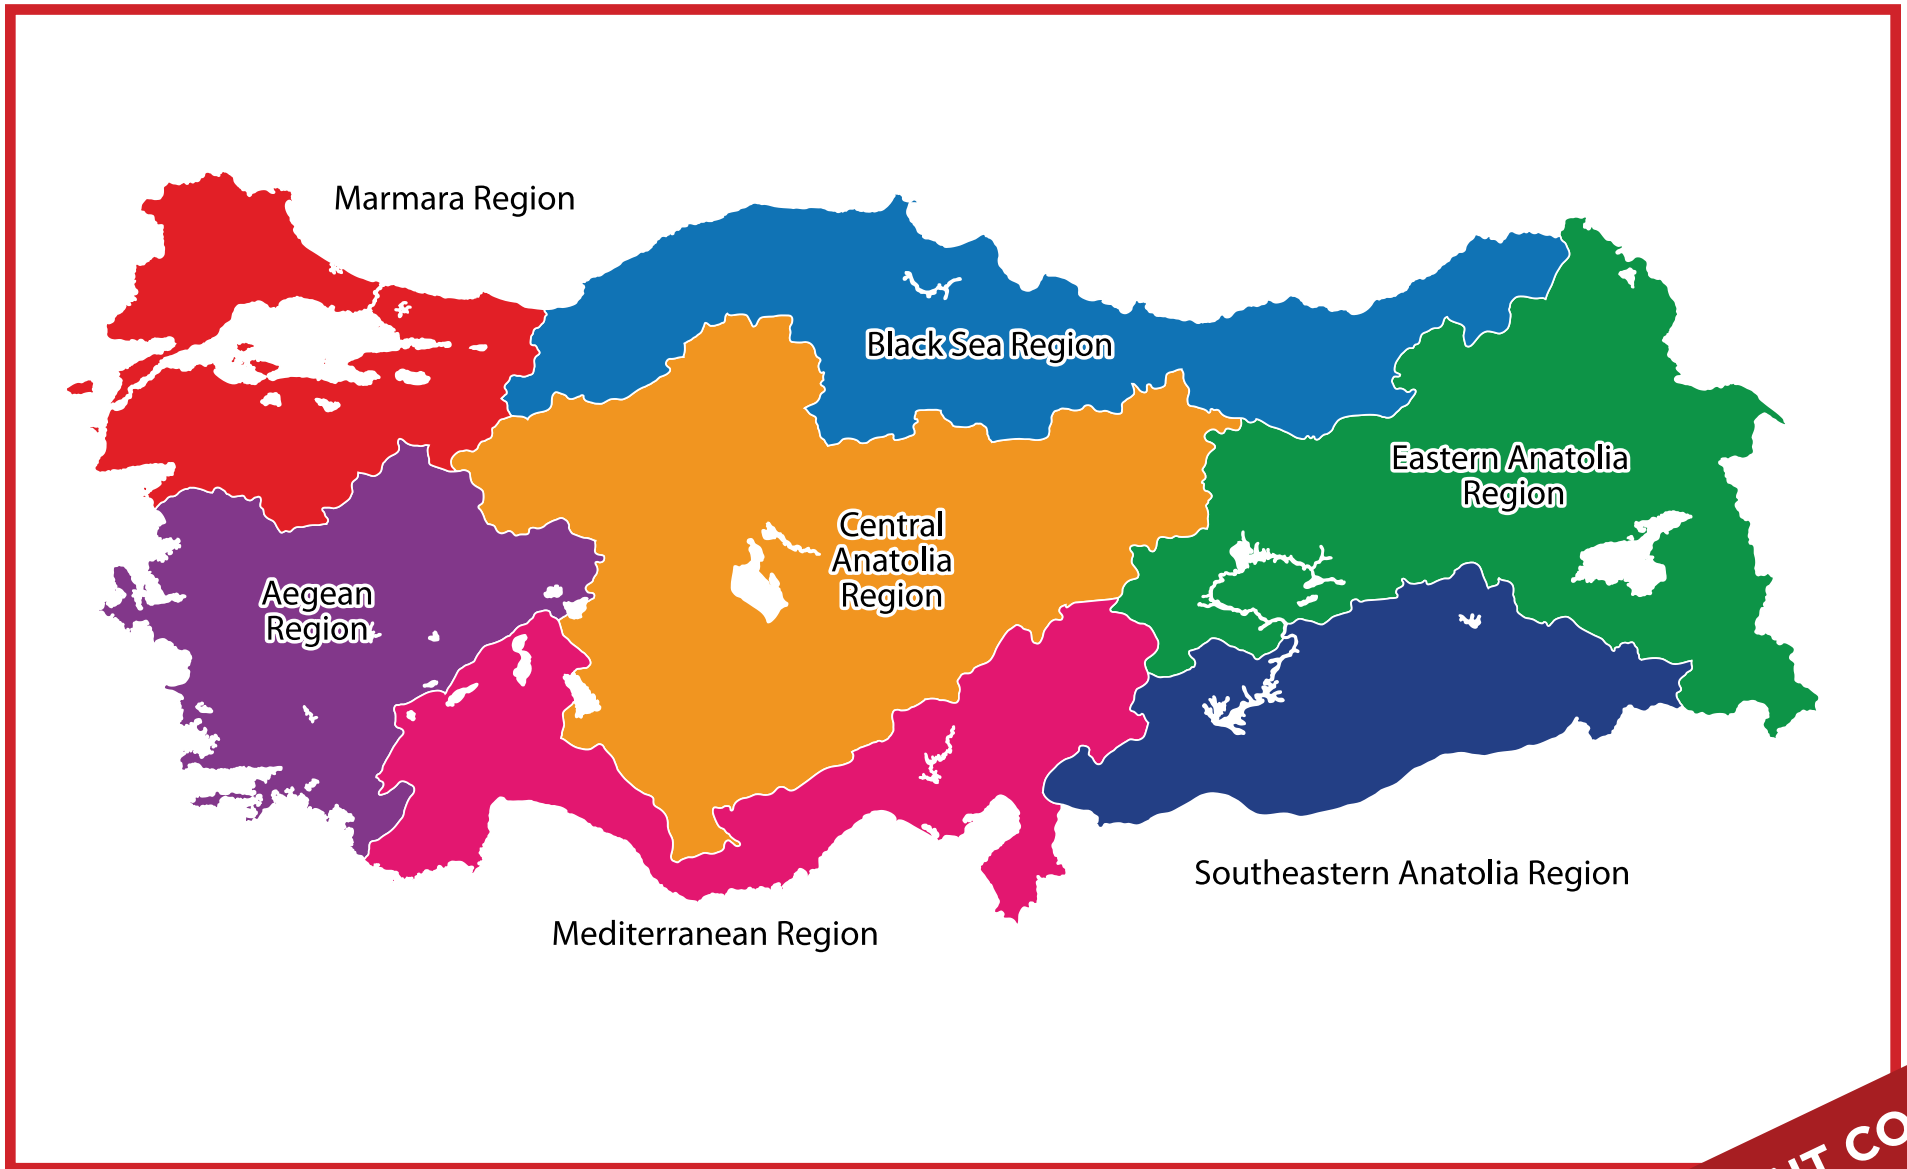 Marmara Region
Black Sea Region
Eastern Anatolia
Region
Central
Anatolia
Region
Aegean
Region
Southeastern Anatolia Region
Mediterranean Region